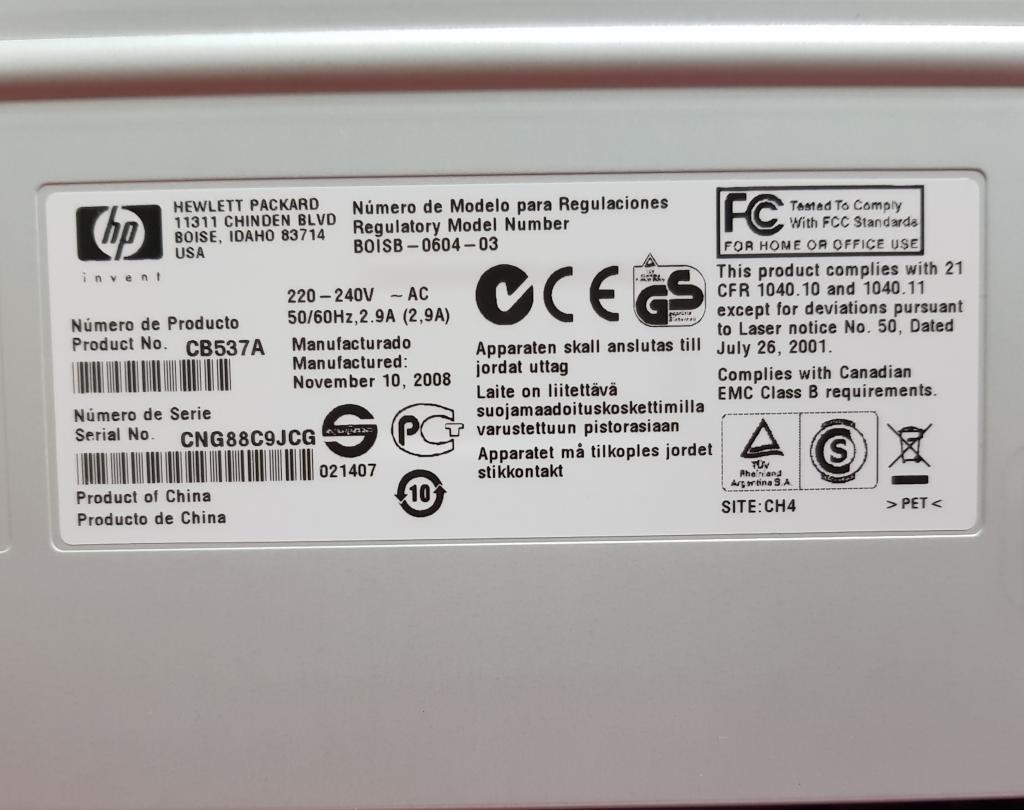 hp
invent
HEWLETT PACKARD
11311 CHINDEN BLVD
BOISE, IDAHO 83714
USA
Número de Modelo para Regulaciones
Regulatory Model Number
BOISB-0604-03
220-240V ~ AC
50/60Hz, 2.9A (2,9A)
Número de Producto
Product No. CB537A
Manufacturado
Manufactured:
November 10, 2008
Número de Serie
Serial No. CNG88C9JCG
021407
Product of China
Producto de China
PCT
10
CE
GS
Apparaten skall anslutas till
jordat uttag
Laite on liitettävä
suojamaadoituskoskettimilla
varustettuun pistorasiaan
Apparatet må tilkoples jordet
stikkontakt
FC Tested To Comply
With FCC Standards
FOR HOME OR OFFICE USE
This product complies with 21
CFR 1040.10 and 1040.11
except for deviations pursuant
to Laser notice No. 50, Dated
July 26, 2001.
Complies with Canadian
EMC Class B requirements.
TÜV
Rheinland
Argentina S.A.
S
SITE:CH4
>PET<